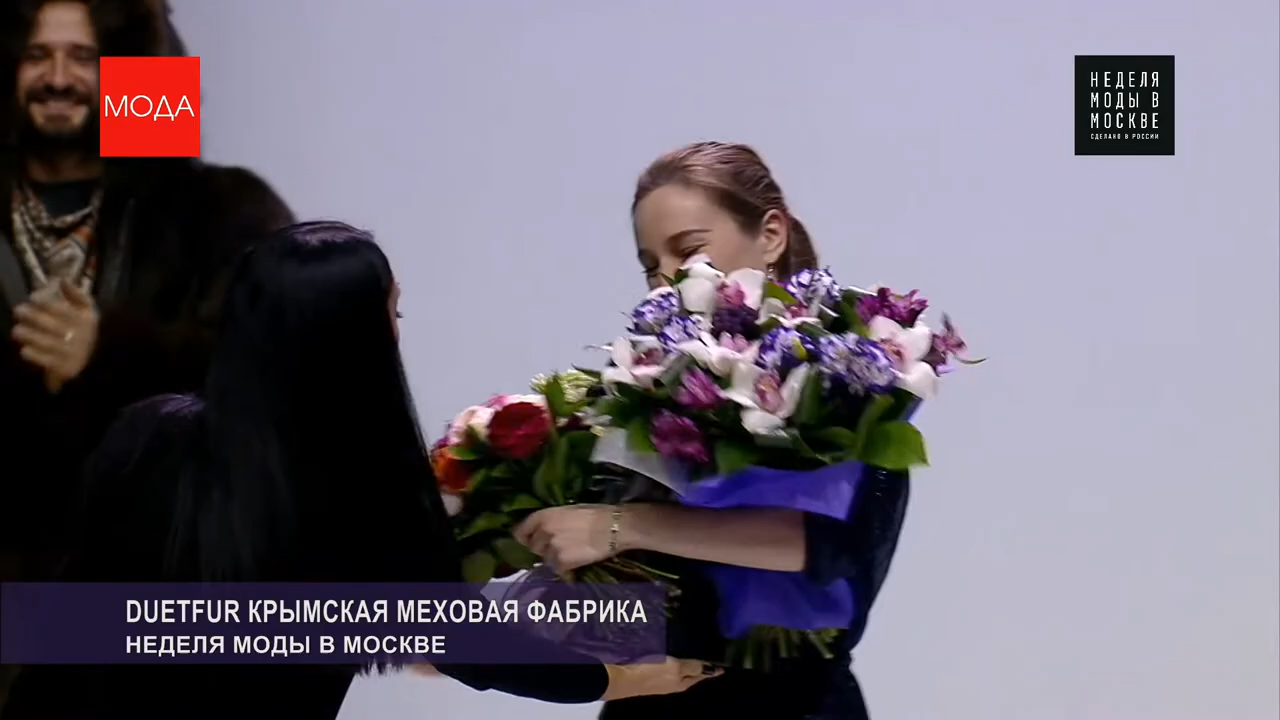 МОДА
НЕДЕЛЯ
МОДЫ В
МОСКВЕ
СДЕЛАНО В РОССИИ
DUETFUR КРЫМСКАЯ МЕХОВАЯ ФАБРИКА
НЕДЕЛЯ МОДЫ В МОСКВЕ